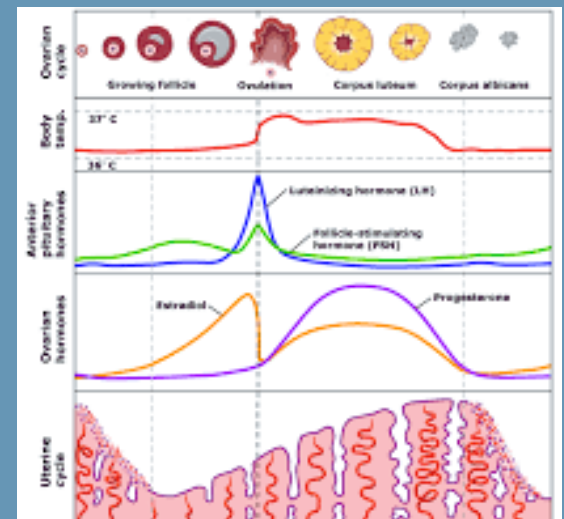 Ovarian
cycle
Growing follicle
Ovulation
Corpus luteum
Corpus albicans
Body
temp.
37° C
36° C
Anterior
pituitary
hormones
Luteinizing hormone (LH)
Follicle-stimulating
hormone (FSH)
Ovarian
hormones
Estradiol
Progesterone
Uterine
cycle